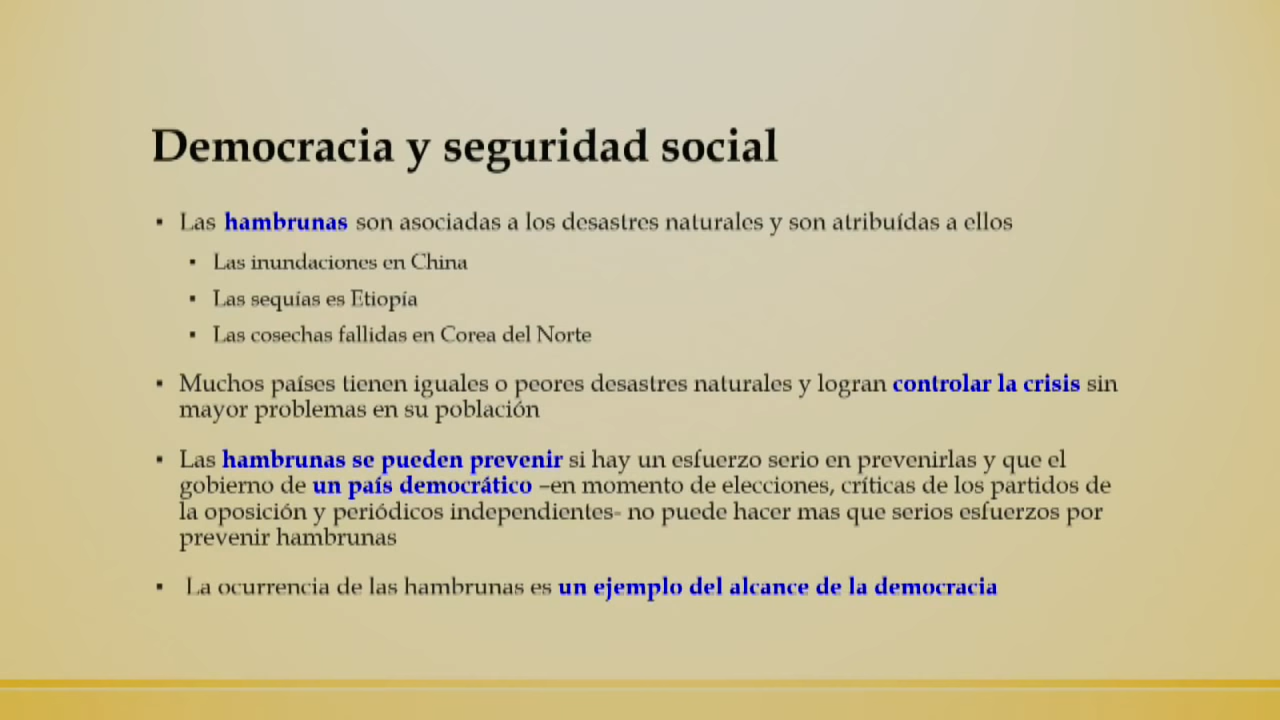 Democracia y seguridad social
▪ Las hambrunas son asociadas a los desastres naturales y son atribuídas a ellos
▪ Las inundaciones en China
▪ Las sequías es Etiopía
▪ Las cosechas fallidas en Corea del Norte
▪ Muchos países tienen iguales o peores desastres naturales y logran controlar la crisis sin
mayor problemas en su población
▪ Las hambrunas se pueden prevenir si hay un esfuerzo serio en prevenirlas y que el
gobierno de un país democrático –en momento de elecciones, críticas de los partidos de
la oposición y periódicos independientes- no puede hacer mas que serios esfuerzos por
prevenir hambrunas
▪ La ocurrencia de las hambrunas es un ejemplo del alcance de la democracia